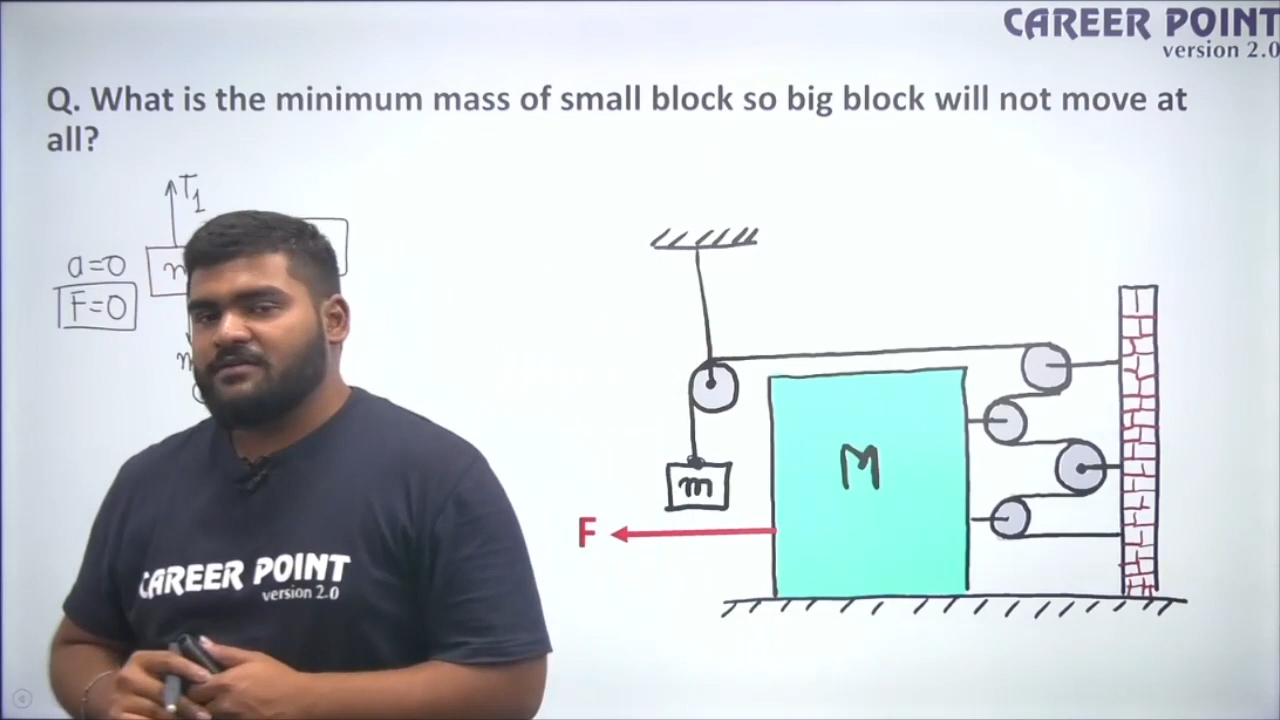 CAREER POINT
version 2.0
Q. What is the minimum mass of small block so big block will not move at
all?
T1
a=0
F=0
m
M
m
F
CAREER POINT
version 2.0